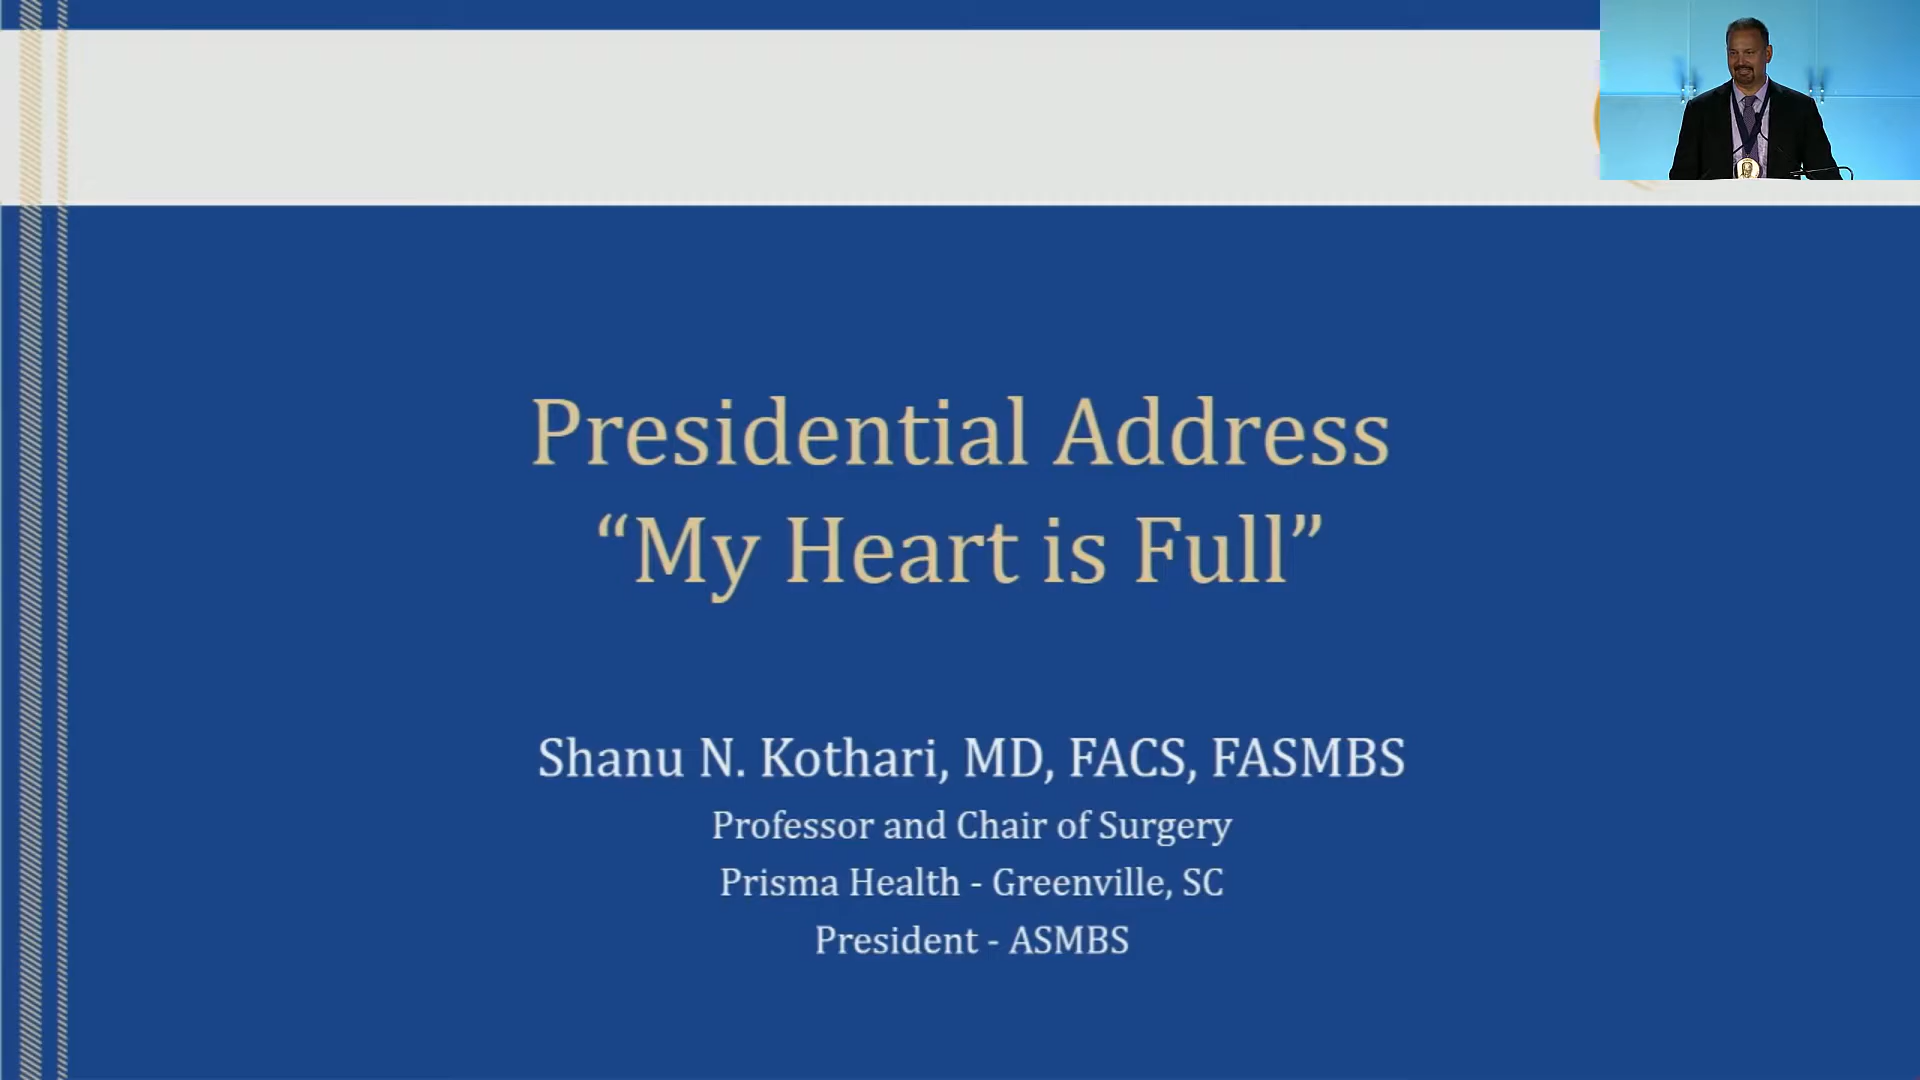 Presidential Address
“My Heart is Full”
Shanu N. Kothari, MD, FACS, FASMBS
Professor and Chair of Surgery
Prisma Health - Greenville, SC
President - ASMBS